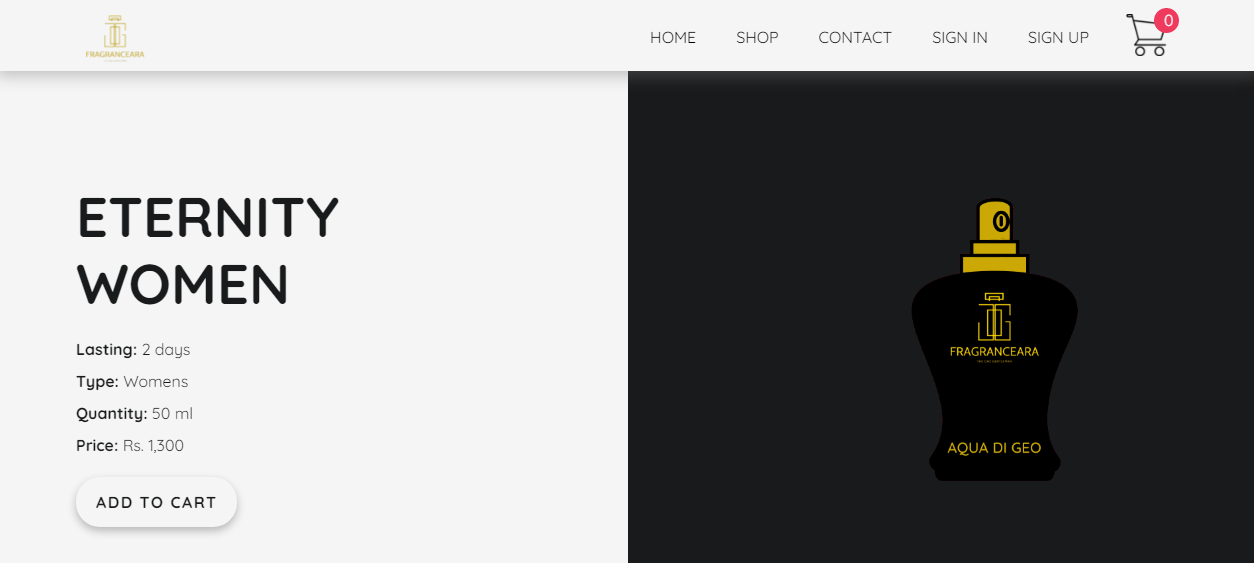 FRAGRANCEARA
HOME
SHOP
CONTACT
SIGN IN
SIGN UP
0
ETERNITY
WOMEN
Lasting: 2 days
Type: Womens
Quantity: 50 ml
Price: Rs. 1,300
ADD TO CART
FRAGRANCEARA
AQUA DI GEO